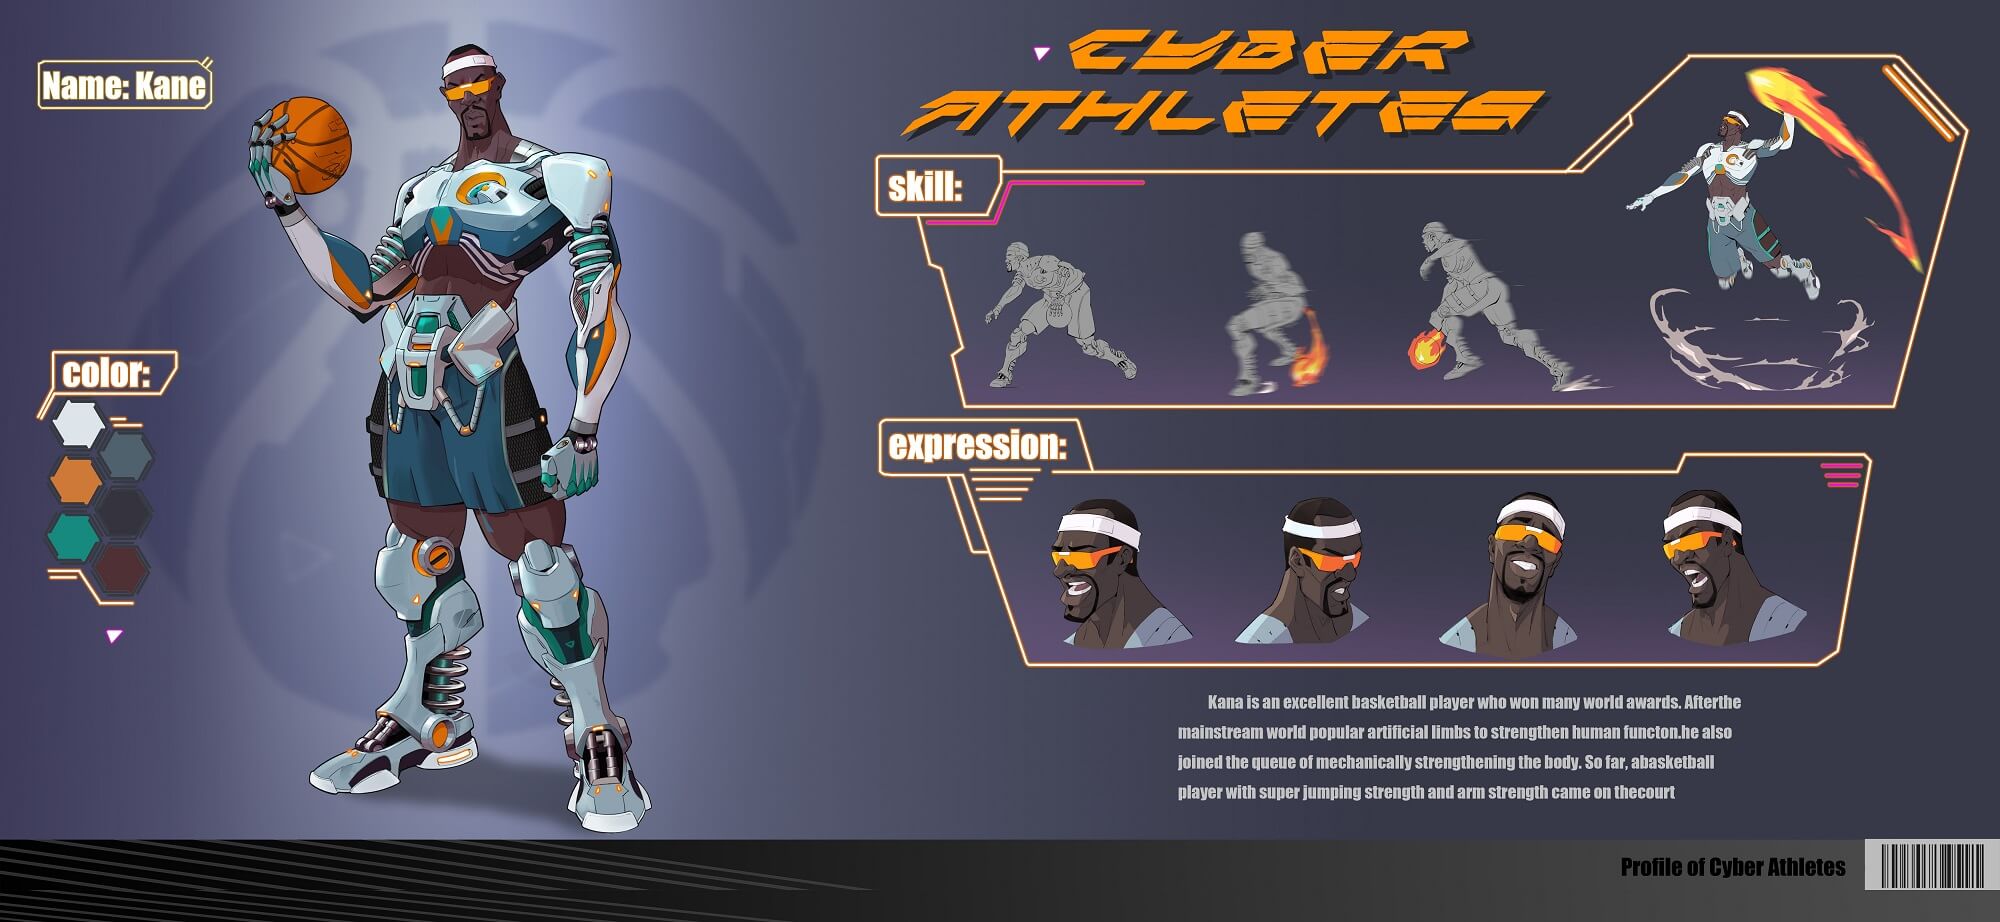 Name: Kane
CYBER
ATHLETES
skill:
color:
expression:
Kana is an excellent basketball player who won many world awards. Afterthe
mainstream world popular artificial limbs to strengthen human functon.he also
joined the queue of mechanically strengthening the body. So far, abasketball
player with super jumping strength and arm strength came on thecourt
Profile of Cyber Athletes